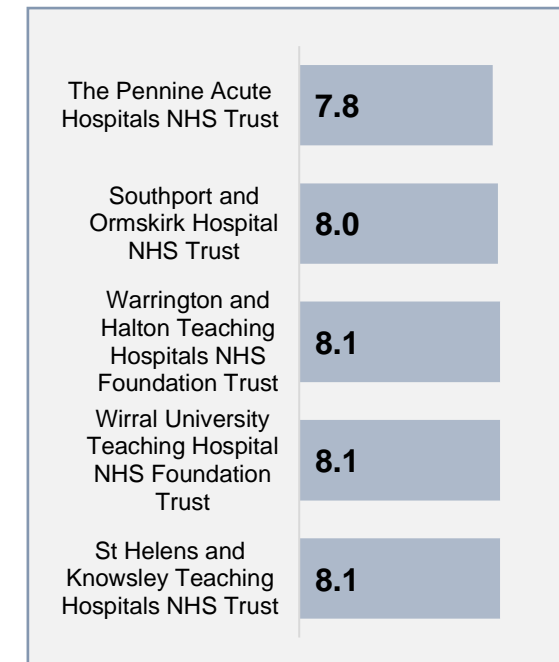 The Pennine Acute
Hospitals NHS Trust
7.8
Southport and
Ormskirk Hospital
NHS Trust
8.0
Warrington and
Halton Teaching
Hospitals NHS
Foundation Trust
8.1
Wirral University
Teaching Hospital
NHS Foundation
Trust
8.1
St Helens and
Knowsley Teaching
Hospitals NHS Trust
8.1